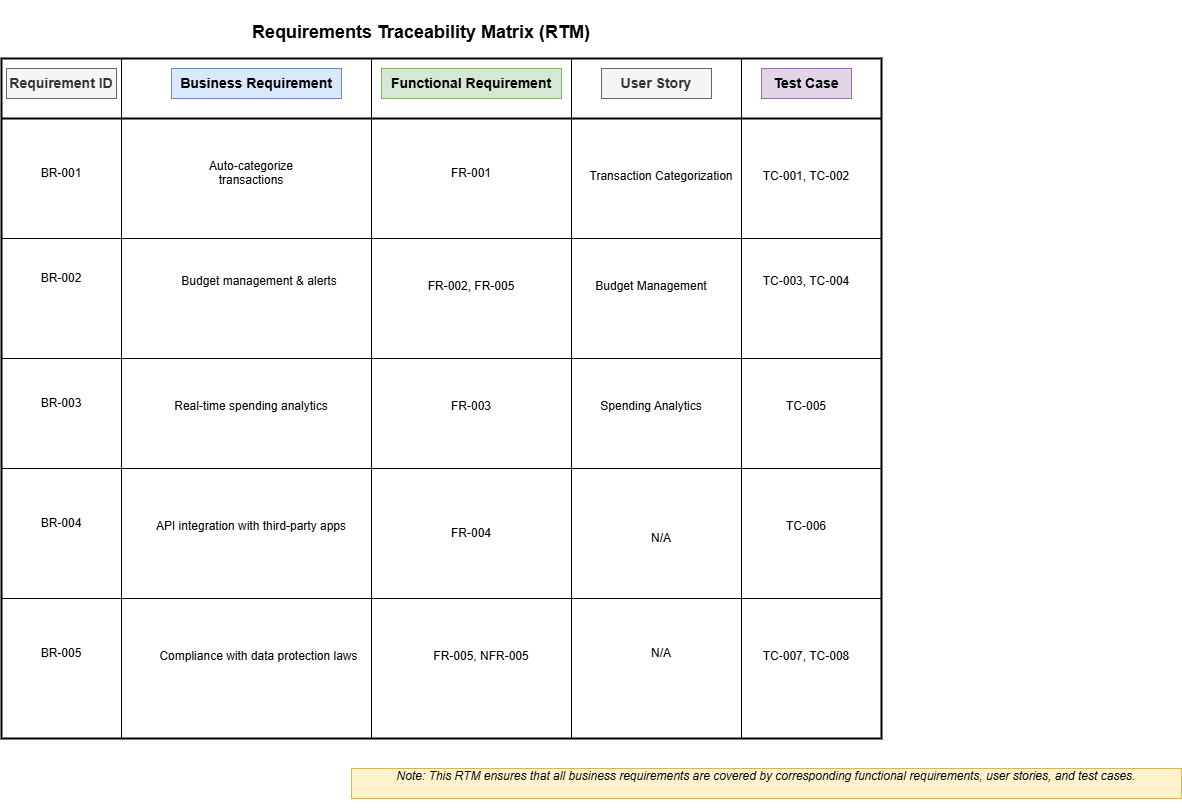 Requirements Traceability Matrix (RTM)
Requirement ID Business Requirement Functional Requirement User Story Test Case
BR-001 Auto-categorize transactions FR-001 Transaction Categorization TC-001, TC-002
BR-002 Budget management & alerts FR-002, FR-005 Budget Management TC-003, TC-004
BR-003 Real-time spending analytics FR-003 Spending Analytics TC-005
BR-004 API integration with third-party apps FR-004 N/A TC-006
BR-005 Compliance with data protection laws FR-005, NFR-005 N/A TC-007, TC-008
Note: This RTM ensures that all business requirements are covered by corresponding functional requirements, user stories, and test cases.